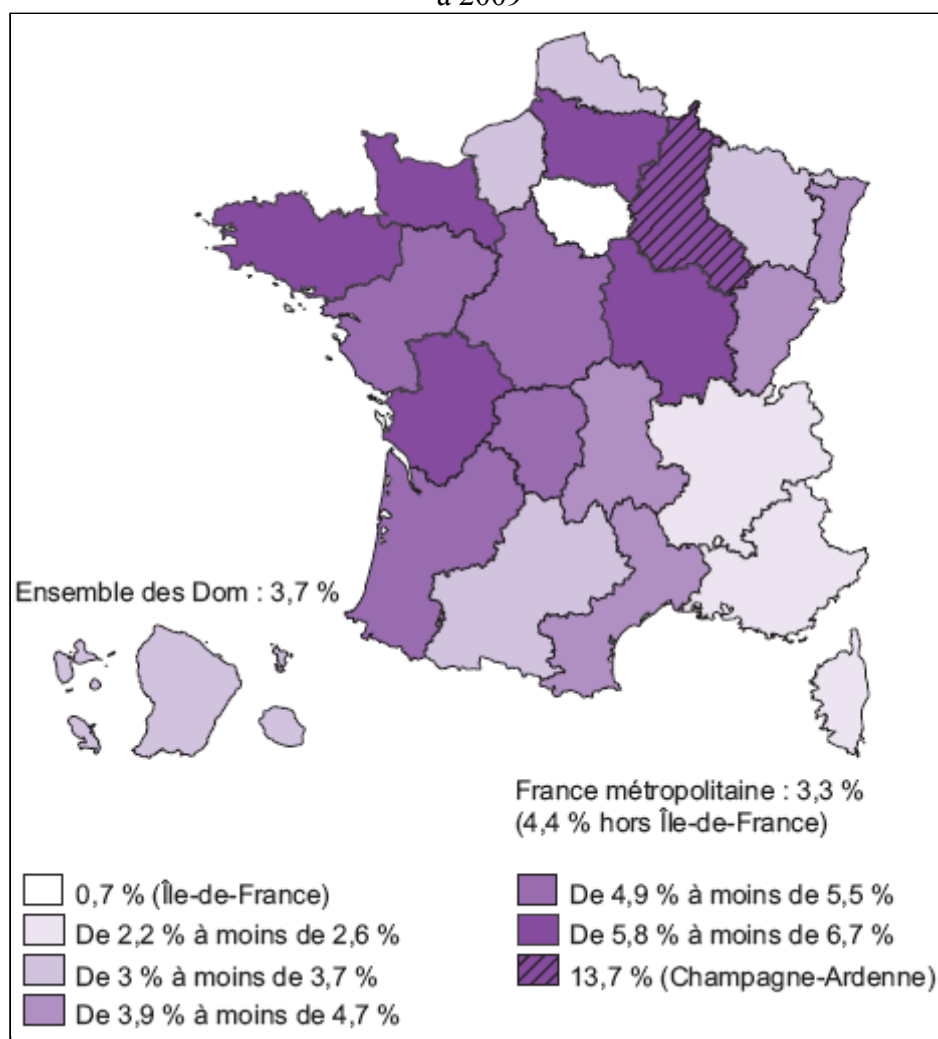 à 2009
Ensemble des Dom : 3,7 %
France métropolitaine : 3,3 %
(4,4 % hors Île-de-France)
0,7 % (Île-de-France)
De 2,2 % à moins de 2,6 %
De 3 % à moins de 3,7 %
De 3,9 % à moins de 4,7 %
De 4,9 % à moins de 5,5 %
De 5,8 % à moins de 6,7 %
13,7 % (Champagne-Ardenne)